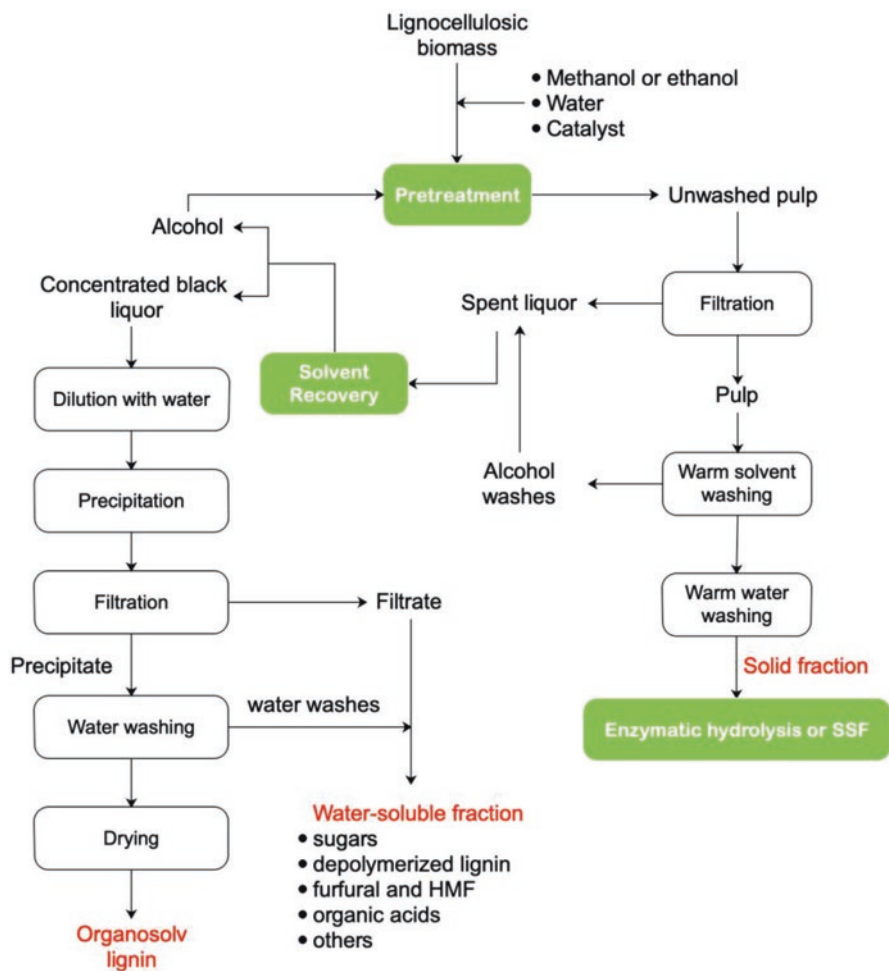 Lignocellulosic
biomass
• Methanol or ethanol
• Water
• Catalyst
Pretreatment
Unwashed pulp
Alcohol
Concentrated black
liquor
Spent liquor
Filtration
Solvent
Recovery
Dilution with water
Pulp
Alcohol
washes
Warm solvent
washing
Precipitation
Filtration
Filtrate
Warm water
washing
Precipitate
Solid fraction
Water washing
water washes
Enzymatic hydrolysis or SSF
Drying
Water-soluble fraction
• sugars
• depolymerized lignin
• furfural and HMF
• organic acids
• others
Organosolv
lignin